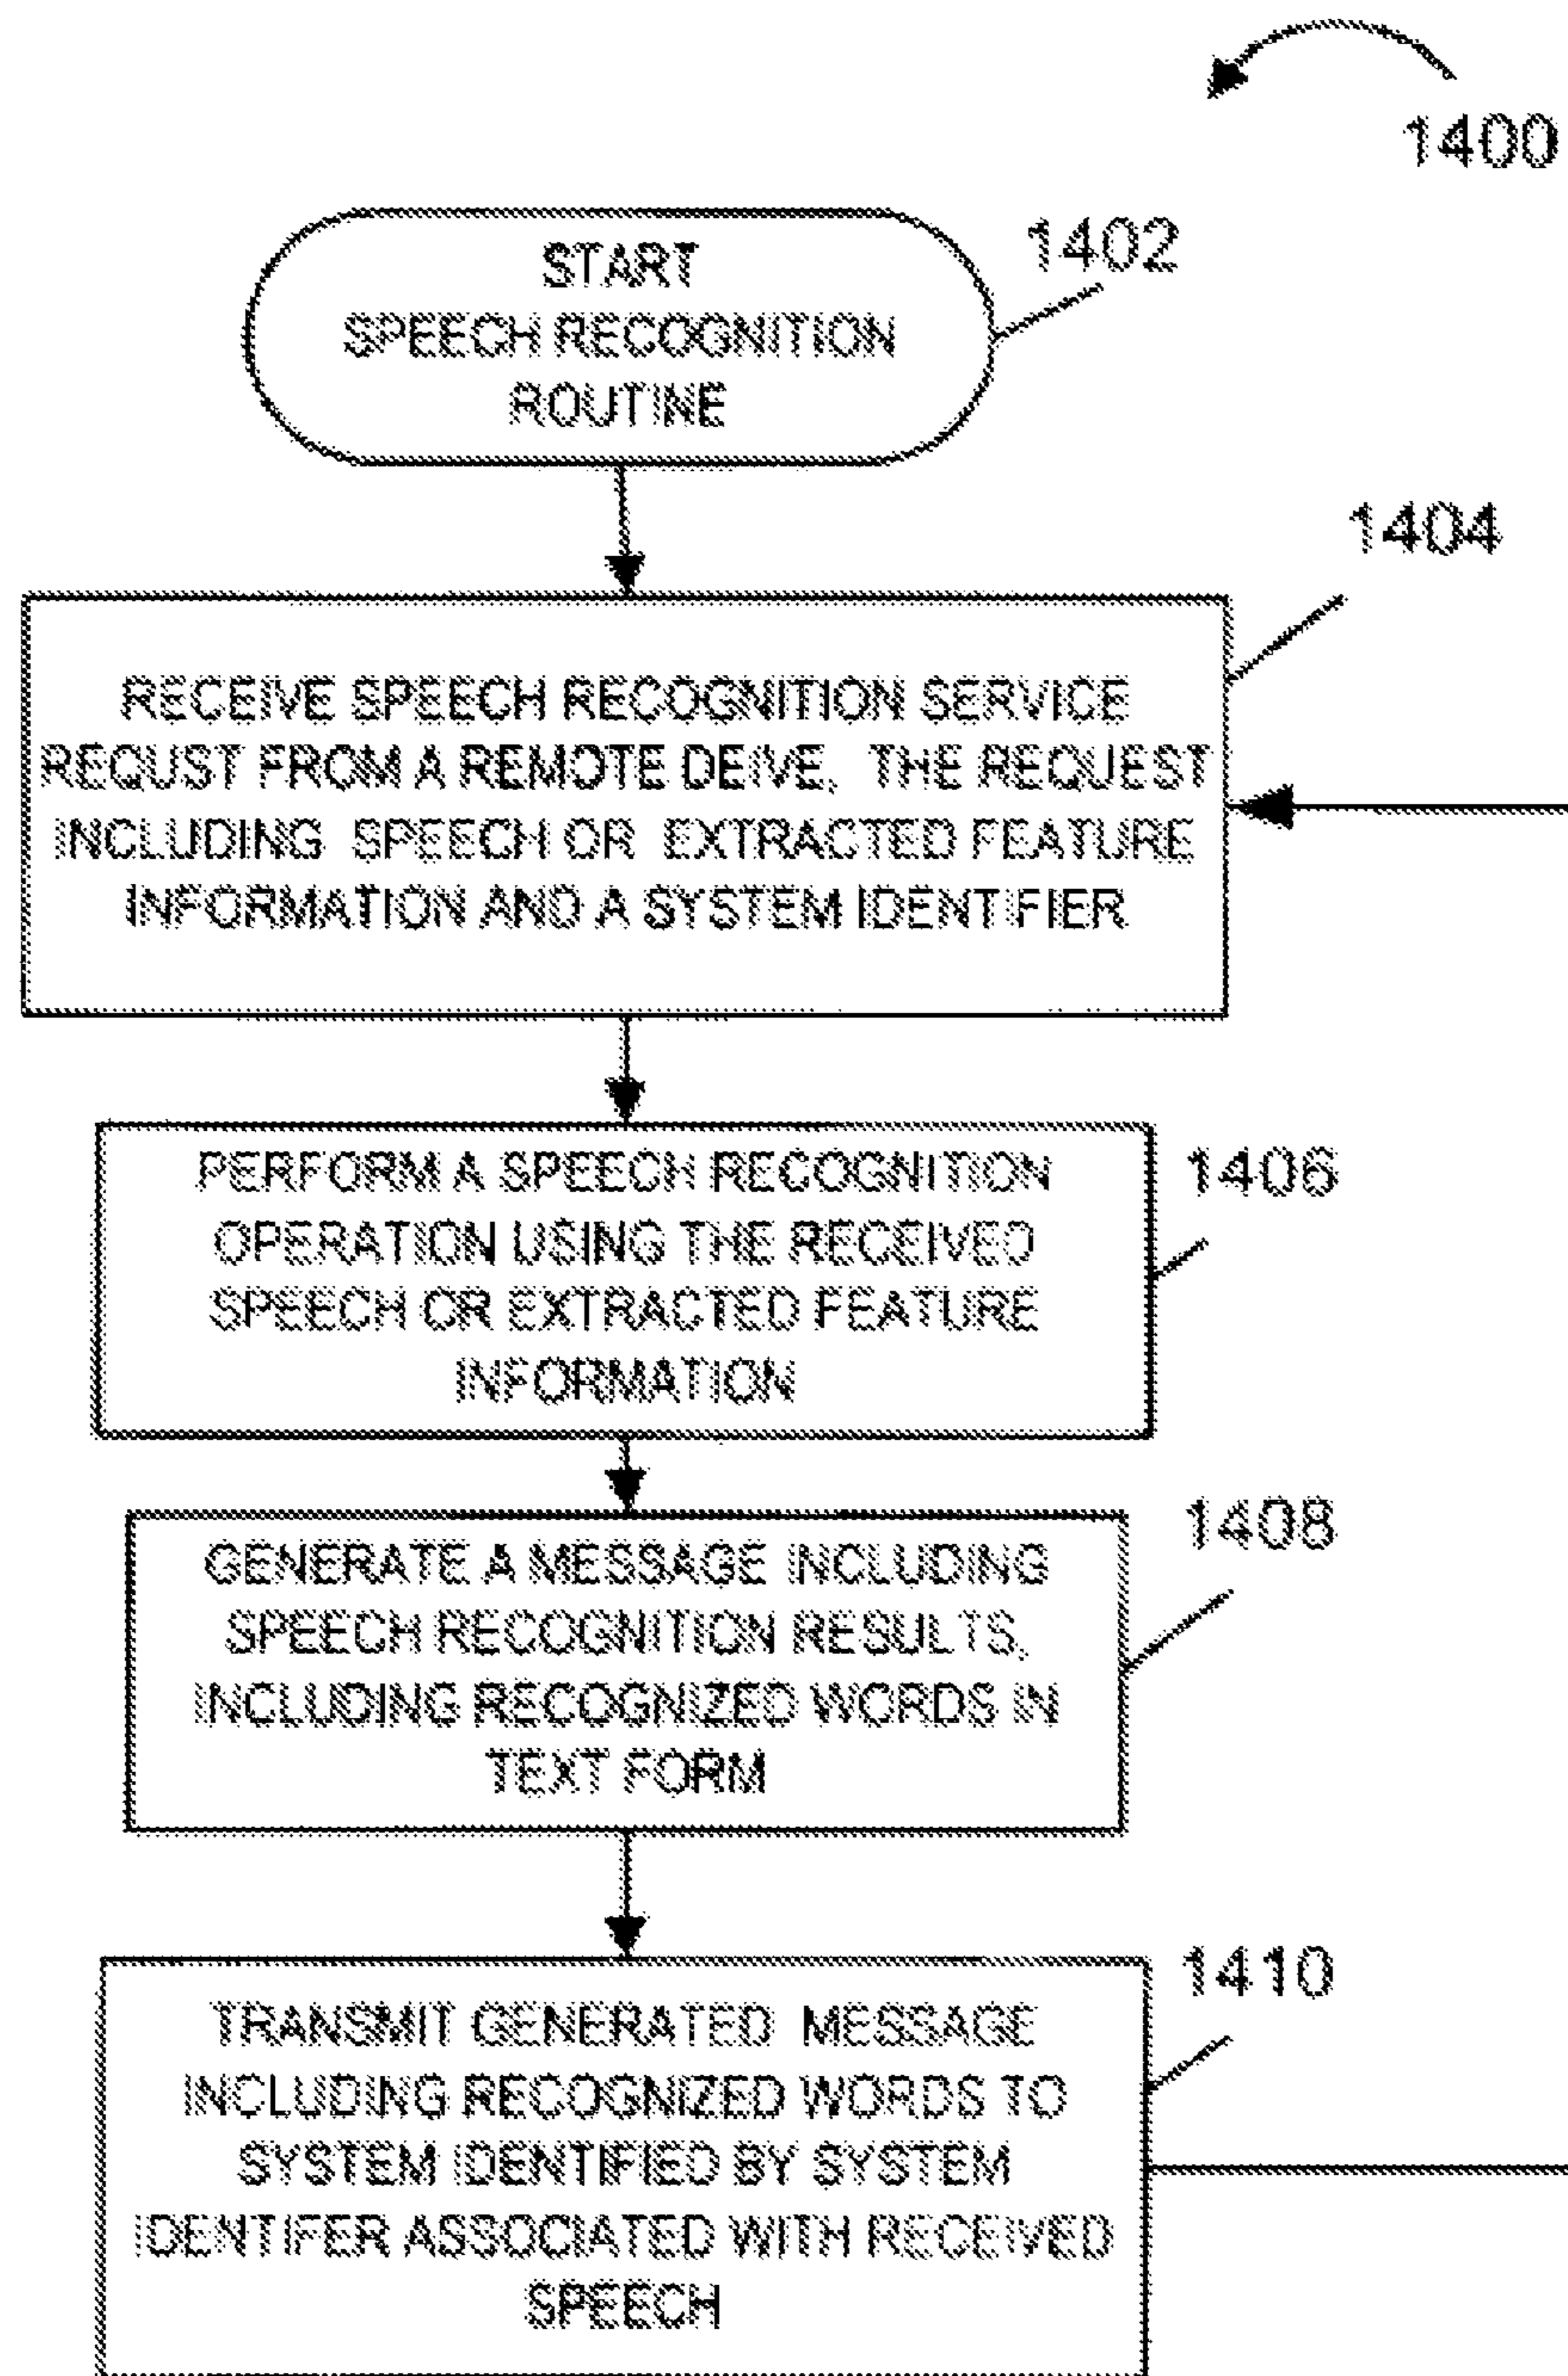 1400
1402
START
SPEECH RECOGNITION
ROUTINE
1404
RECEIVE SPEECH RECOGNITION SERVICE
REQUST FROM A REMOTE DEIVE, THE REQUEST
INCLUDING SPEECH OR EXTRACTED FEATURE
INFORMATION AND A SYSTEM IDENTIFIER
1406
PERFORM A SPEECH RECOGNITION
OPERATION USING THE RECEIVED
SPEECH OR EXTRACTED FEATURE
INFORMATION
1408
GENERATE A MESSAGE INCLUDING
SPEECH RECOGNITION RESULTS,
INCLUDING RECOGNIZED WORDS IN
TEXT FORM
1410
TRANSMIT GENERATED MESSAGE
INCLUDING RECOGNIZED WORDS TO
SYSTEM IDENTIFIED BY SYSTEM
IDENTIFER ASSOCIATED WITH RECEIVED
SPEECH